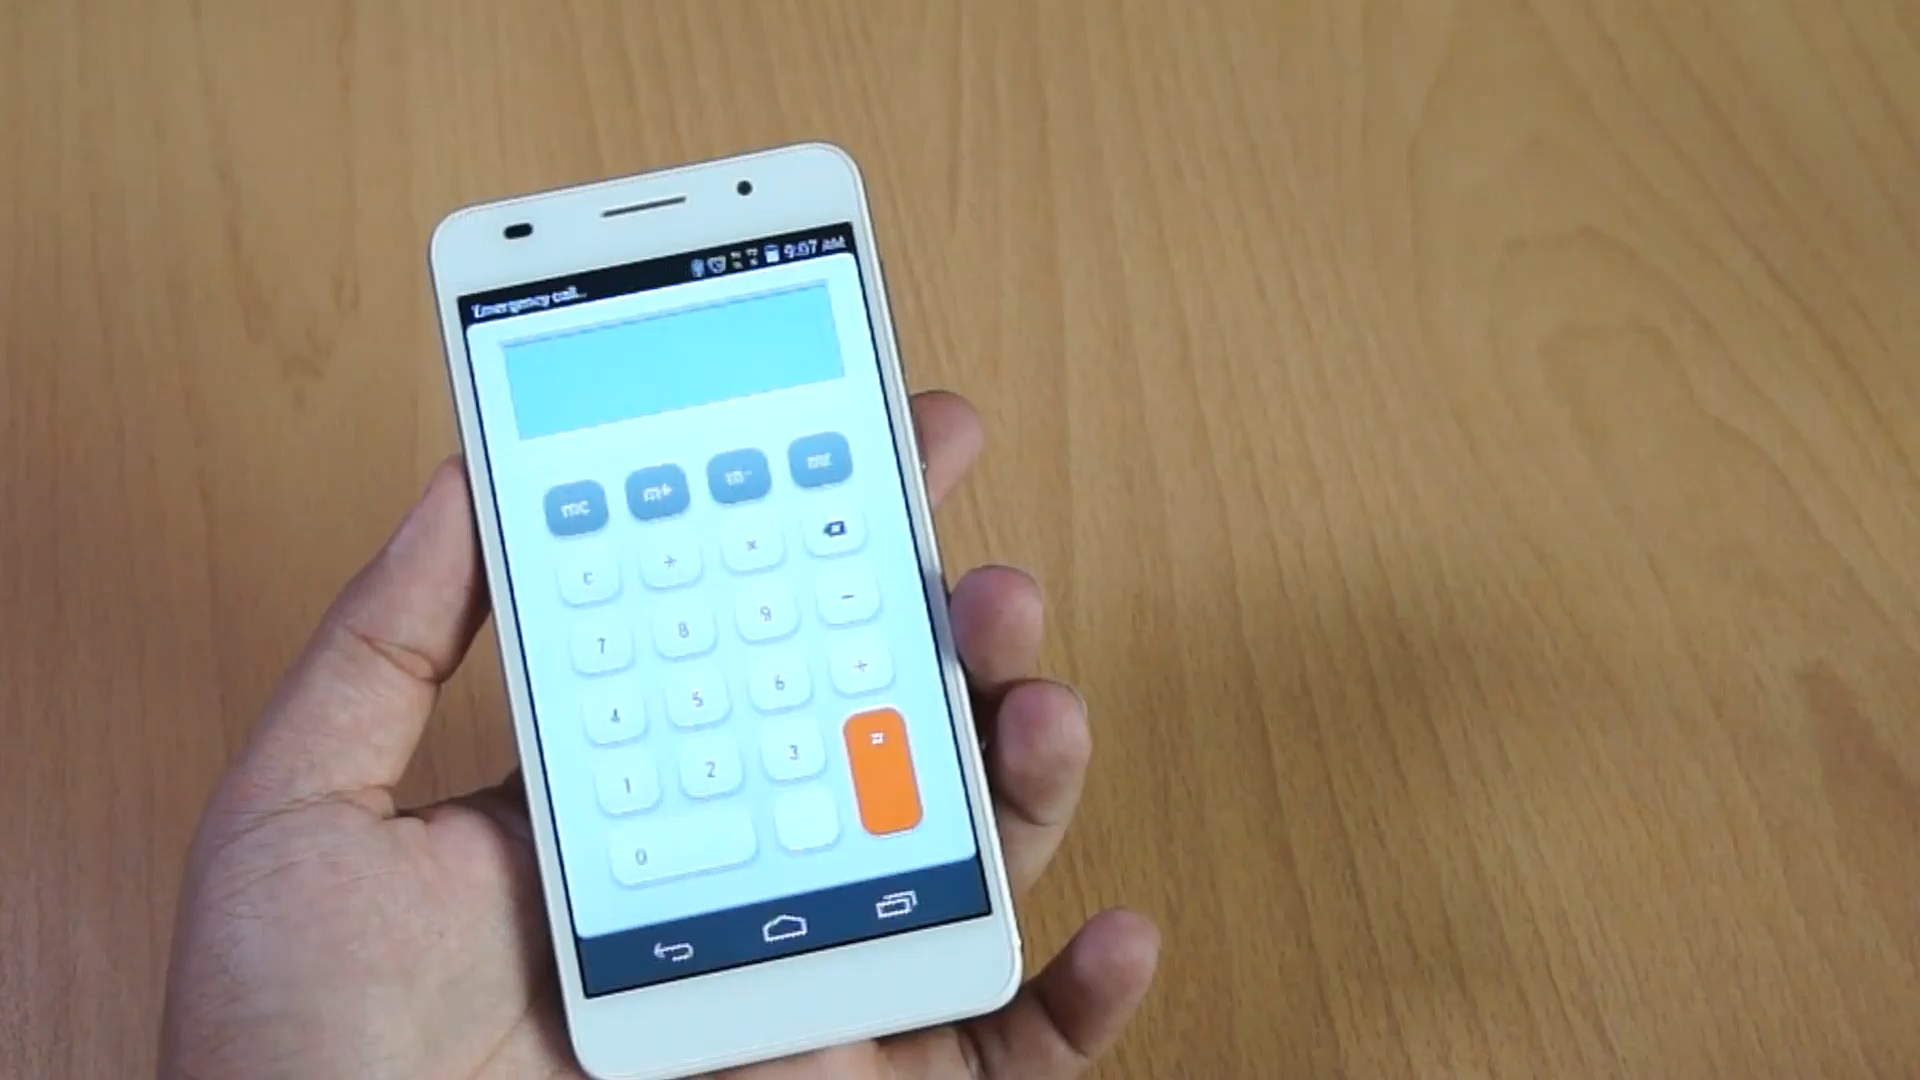 9:07 AM
Emergency call..
mc m+ m- mr
C ÷ ×
7 8 9 −
4 5 6 +
1 2 3 =
0